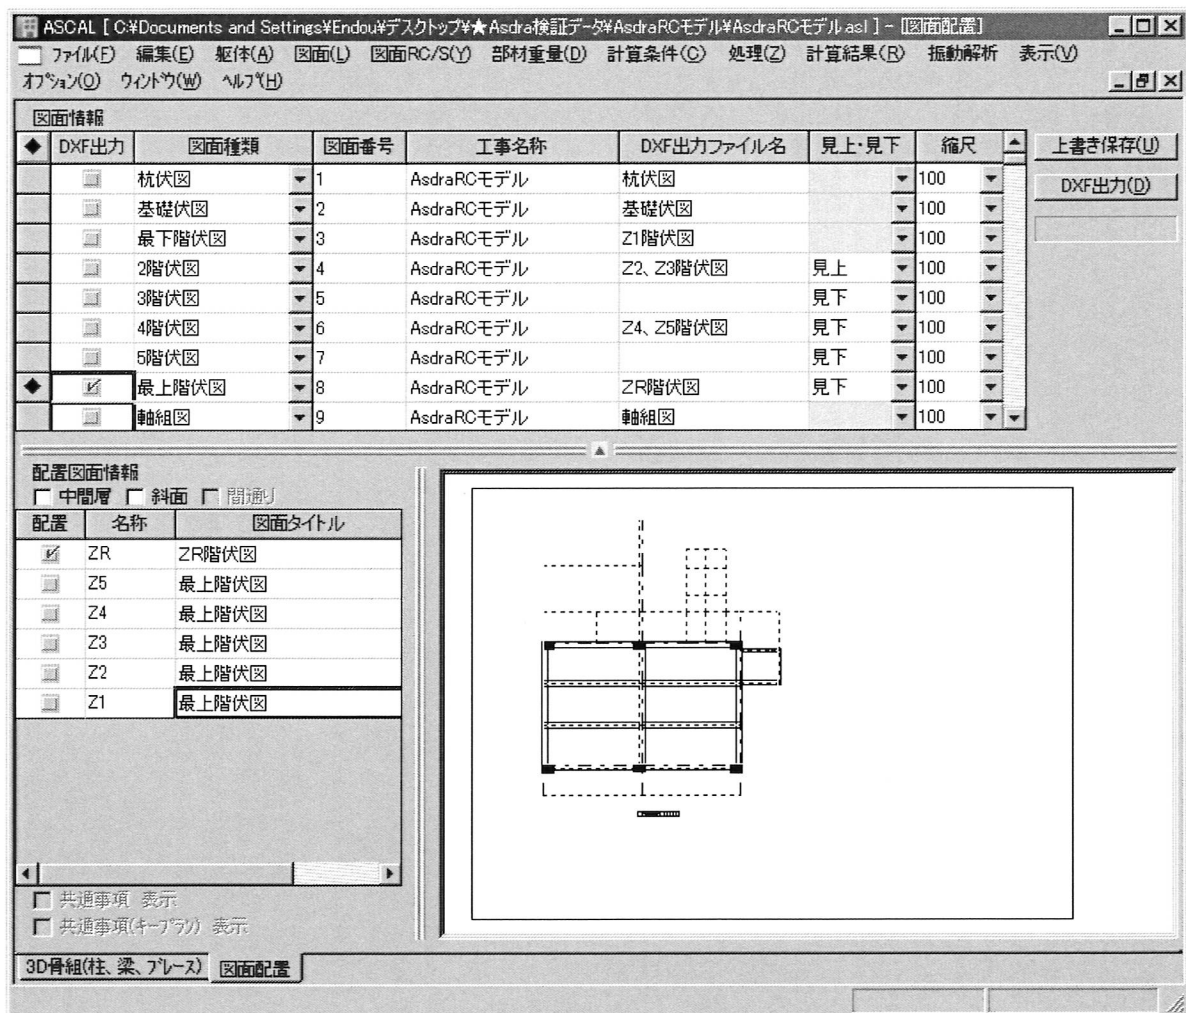 ASCAL [ C:¥Documents and Settings¥Endou¥デスクトップ¥★Asdra検証データ¥AsdraRCモデル¥AsdraRCモデル.asl ] - [図面配置]
ファイル(F) 編集(E) 躯体(A) 図面(L) 図面RC/S(Y) 部材重量(D) 計算条件(C) 処理(Z) 計算結果(R) 振動解析 表示(V)
オプション(O) ウィンドウ(W) ヘルプ(H)
図面情報
◆ DXF出力 図面種類 図面番号 工事名称 DXF出力ファイル名 見上・見下 縮尺 上書き保存(U)
杭伏図 1 AsdraRCモデル 杭伏図 100 DXF出力(D)
基礎伏図 2 AsdraRCモデル 基礎伏図 100
最下階伏図 3 AsdraRCモデル Z1階伏図 100
2階伏図 4 AsdraRCモデル Z2、Z3階伏図 見上 100
3階伏図 5 AsdraRCモデル 見下 100
4階伏図 6 AsdraRCモデル Z4、Z5階伏図 見下 100
5階伏図 7 AsdraRCモデル 見下 100
◆ 最上階伏図 8 AsdraRCモデル ZR階伏図 見下 100
軸組図 9 AsdraRCモデル 軸組図 100
配置図面情報
中間層 斜面 間通り
配置 名称 図面タイトル
ZR ZR階伏図
Z5 最上階伏図
Z4 最上階伏図
Z3 最上階伏図
Z2 最上階伏図
Z1 最上階伏図
共通事項 表示
共通事項(キープラン) 表示
3D骨組(柱、梁、ブレース) 図面配置